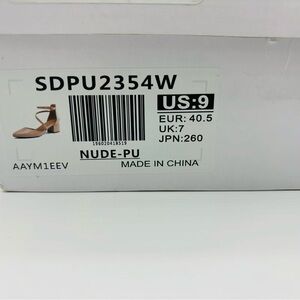 SDPU2354W
US:9
EUR: 40.5
UK:7
JPN:260
NUDE-PU
AAYM1EEV
MADE IN CHINA